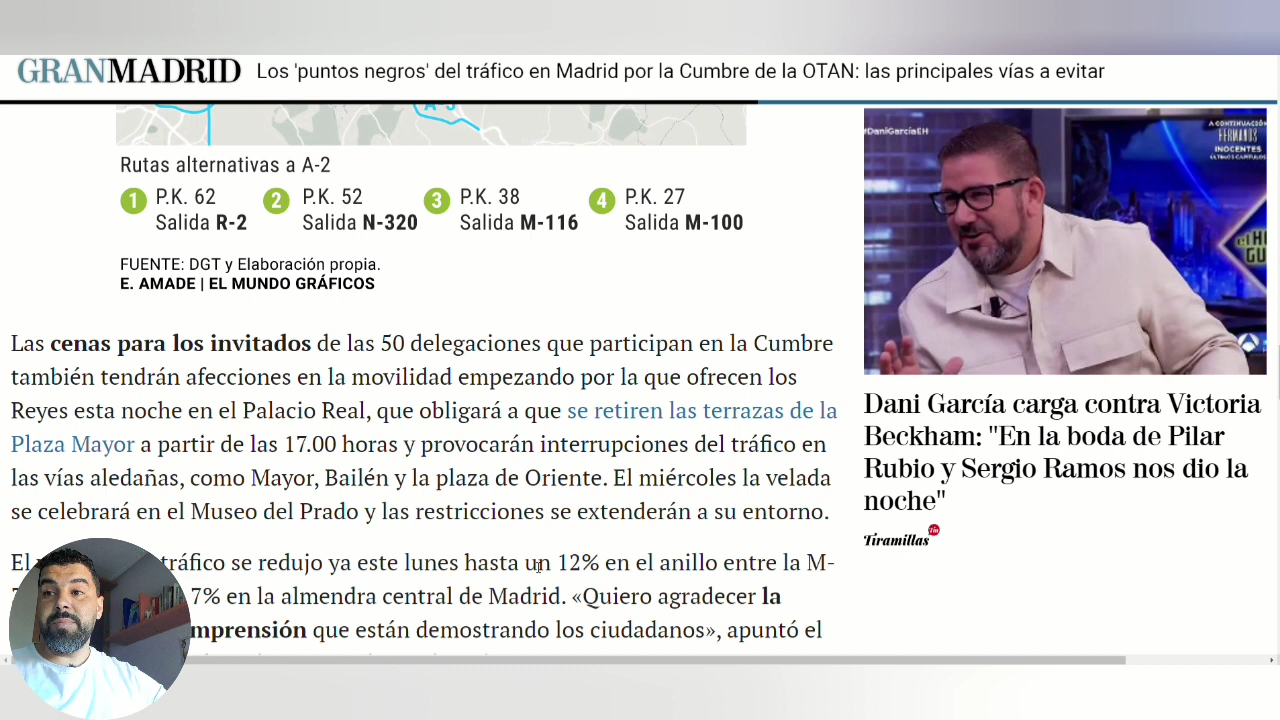 GRANMADRID
Los 'puntos negros' del tráfico en Madrid por la Cumbre de la OTAN: las principales vías a evitar
Rutas alternativas a A-2
1 P.K. 62
Salida R-2
2 P.K. 52
Salida N-320
3 P.K. 38
Salida M-116
4 P.K. 27
Salida M-100
FUENTE: DGT y Elaboración propia.
E. AMADE | EL MUNDO GRÁFICOS
Las cenas para los invitados de las 50 delegaciones que participan en la Cumbre
también tendrán afecciones en la movilidad empezando por la que ofrecen los
Reyes esta noche en el Palacio Real, que obligará a que se retiren las terrazas de la
Plaza Mayor a partir de las 17.00 horas y provocarán interrupciones del tráfico en
las vías aledañas, como Mayor, Bailén y la plaza de Oriente. El miércoles la velada
se celebrará en el Museo del Prado y las restricciones se extenderán a su entorno.
El tráfico se redujo ya este lunes hasta un 12% en el anillo entre la M-
7% en la almendra central de Madrid. «Quiero agradecer la
mprensión que están demostrando los ciudadanos», apuntó el
#DaniGarcíaEH
A CONTINUACIÓN
HERMANOS
INOCENTES
ÚLTIMOS CAPÍTULOS
Dani García carga contra Victoria
Beckham: "En la boda de Pilar
Rubio y Sergio Ramos nos dio la
noche"
Tiramillas